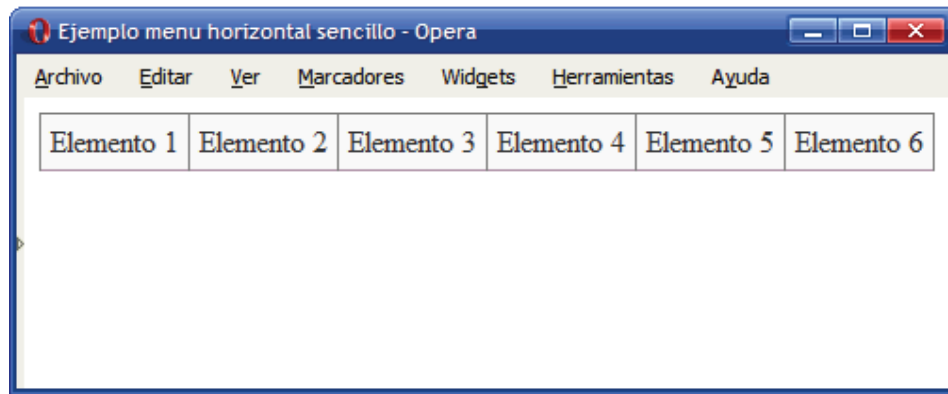 Ejemplo menu horizontal sencillo - Opera
Archivo Editar Ver Marcadores Widgets Herramientas Ayuda
Elemento 1 Elemento 2 Elemento 3 Elemento 4 Elemento 5 Elemento 6